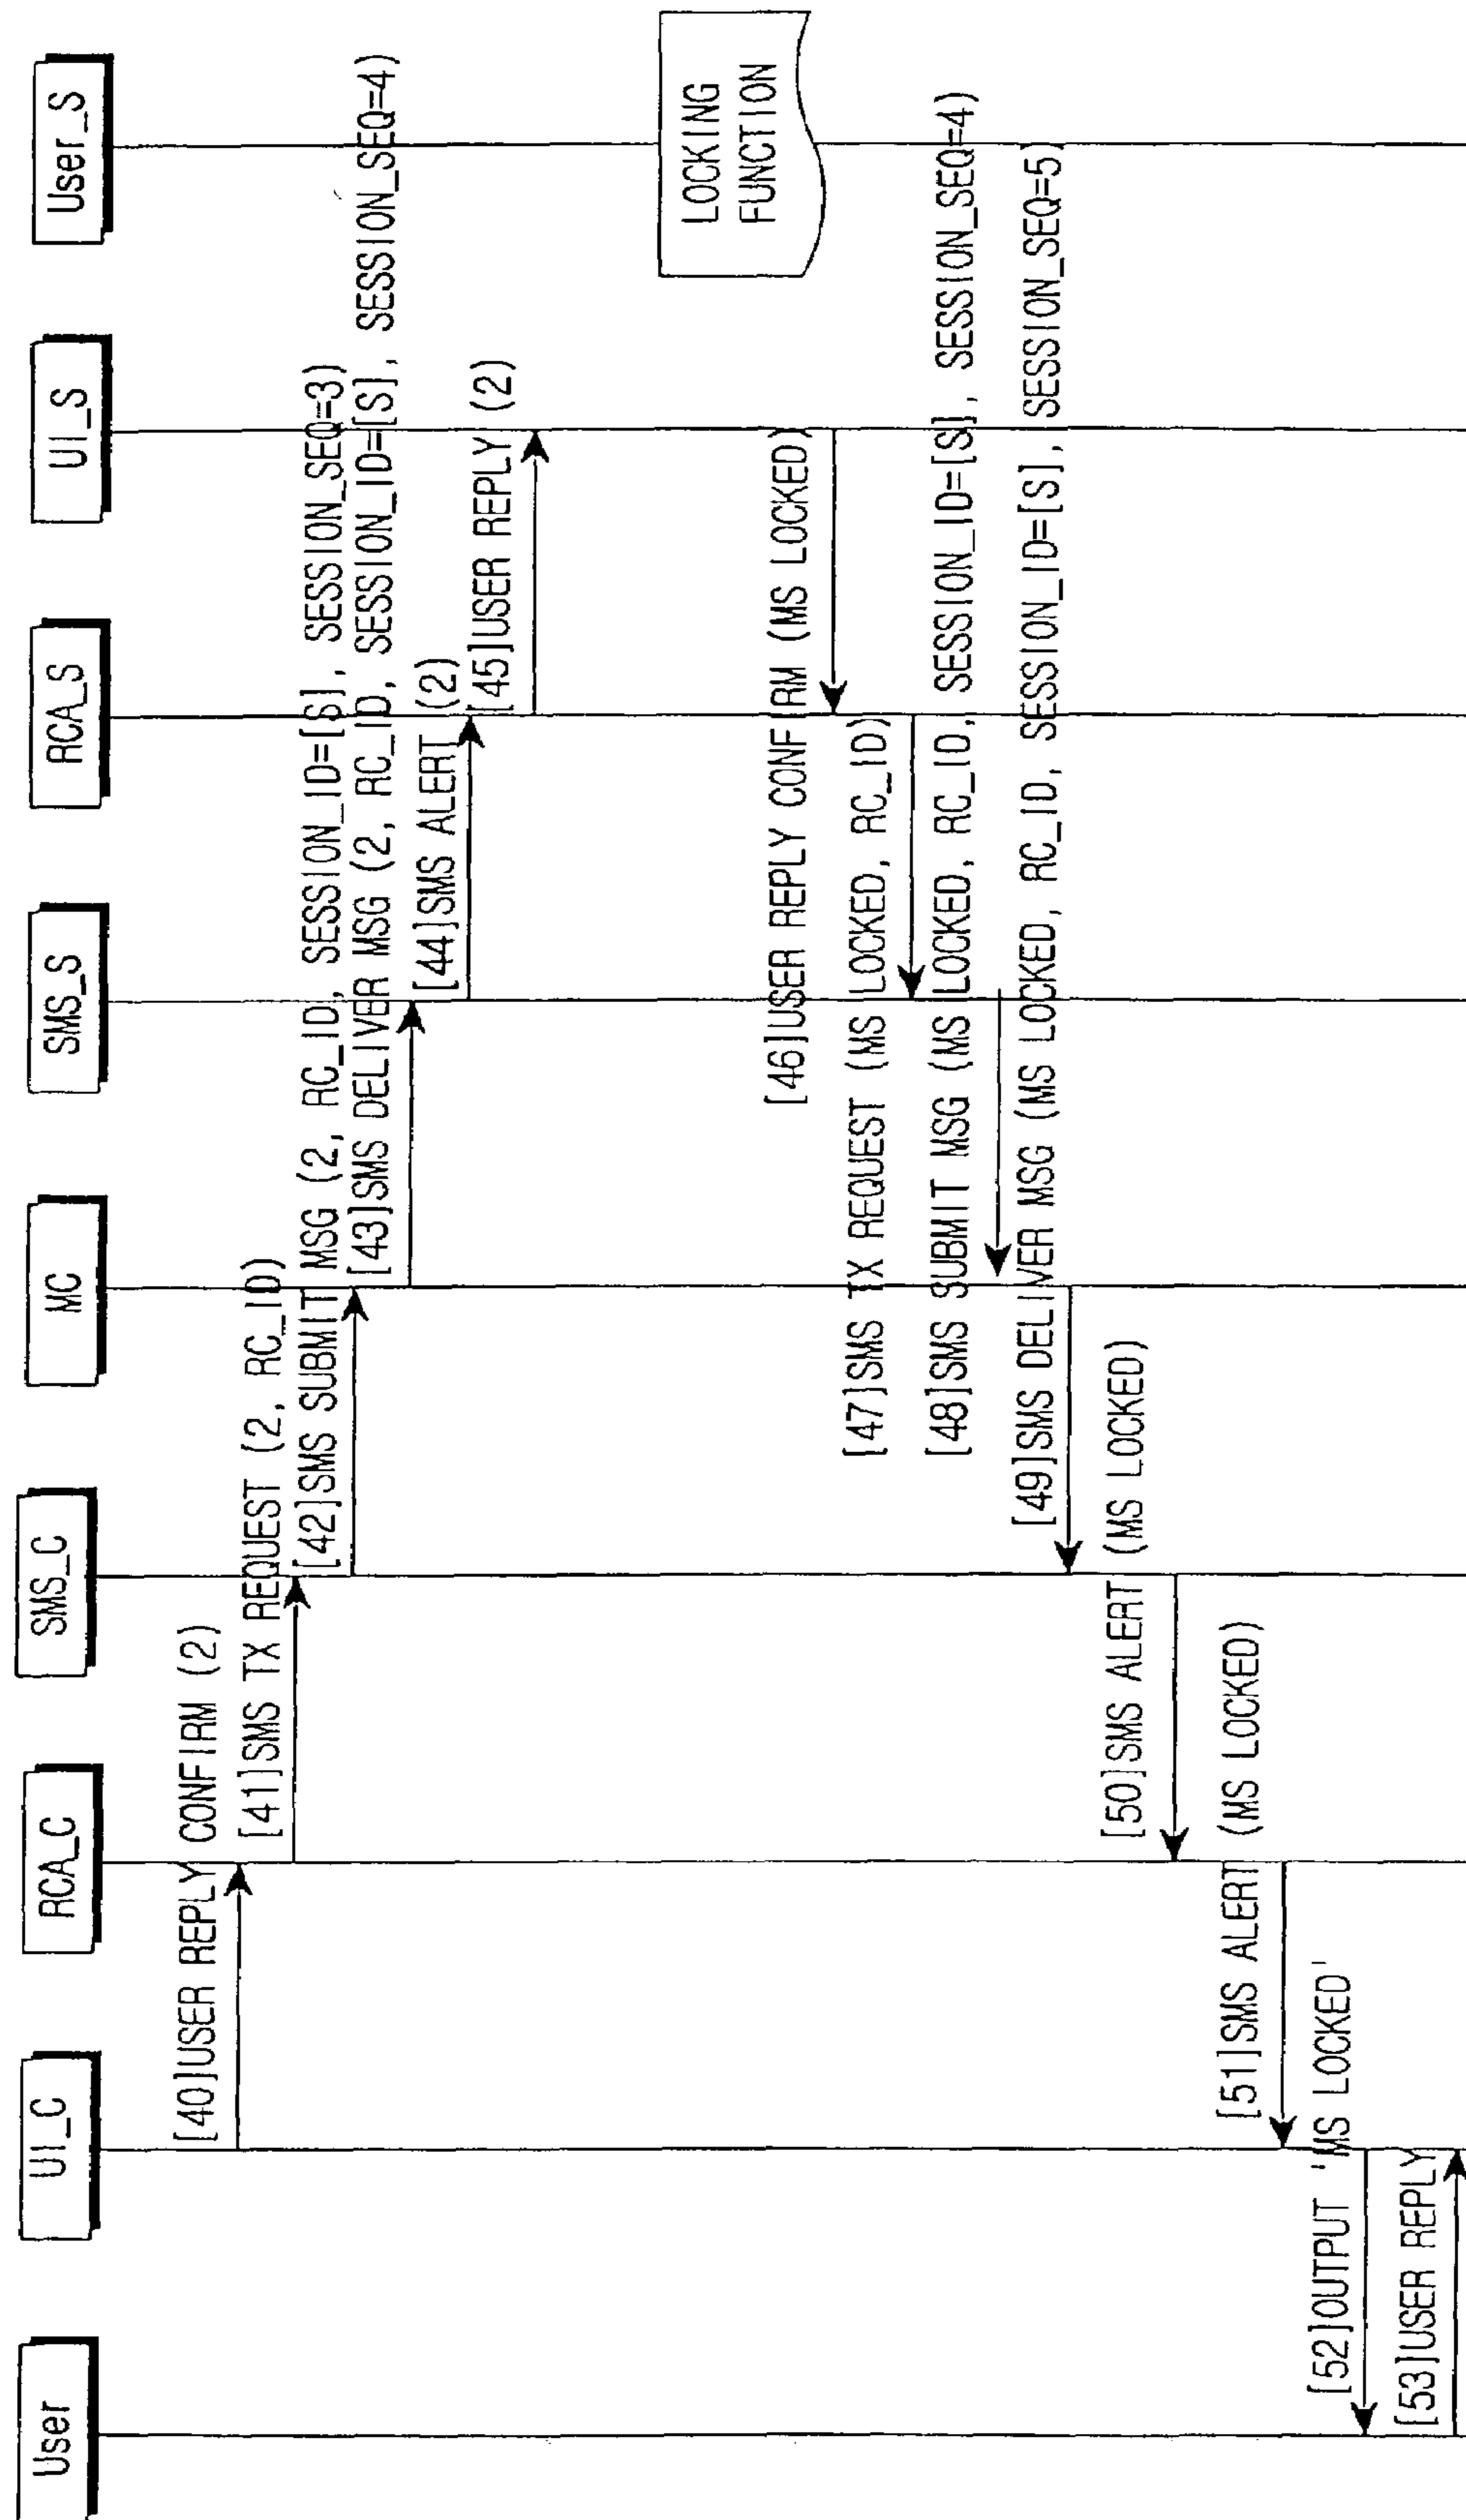 User
UI_C
RCA_C
SMS_C
MC
SMS_S
RCA_S
UI_S
User_S
[40]USER REPLY CONFIRM (2)
[41]SMS TX REQUEST (2, RC_ID)
[42]SMS SUBMIT MSG (2, RC_ID, SESSION_ID=[S], SESSION_SEQ=3)
[43]SMS DELIVER MSG (2, RC_ID, SESSION_ID=[S], SESSION_SEQ=4)
[44]SMS ALERT (2)
[45]USER REPLY (2)
LOCKING
FUNCTION
[46]USER REPLY CONFIRM (MS LOCKED)
[47]SMS TX REQUEST (MS LOCKED, RC_ID)
[48]SMS SUBMIT MSG (MS LOCKED, RC_ID, SESSION_ID=[S], SESSION_SEQ=4)
[49]SMS DELIVER MSG (MS LOCKED, RC_ID, SESSION_ID=[S], SESSION_SEQ=5)
[50]SMS ALERT (MS LOCKED)
[51]SMS ALERT (MS LOCKED)
[52]OUTPUT 'MS LOCKED'
[53]USER REPLY